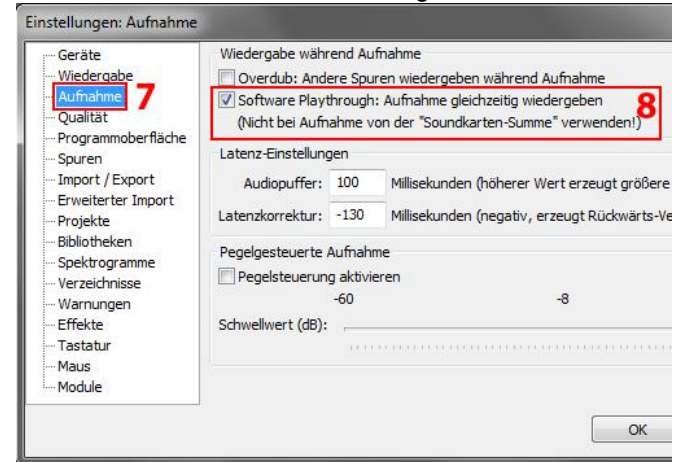 Einstellungen: Aufnahme
Geräte
Wiedergabe
Aufnahme
7
Qualität
Programmoberfläche
Spuren
Import / Export
Erweiterter Import
Projekte
Bibliotheken
Spektrogramme
Verzeichnisse
Warnungen
Effekte
Tastatur
Maus
Module
Wiedergabe während Aufnahme
Overdub: Andere Spuren wiedergeben während Aufnahme
Software Playthrough: Aufnahme gleichzeitig wiedergeben
8
(Nicht bei Aufnahme von der "Soundkarten-Summe" verwenden!)
Latenz-Einstellungen
Audiopuffer: 100 Millisekunden (höherer Wert erzeugt größere
Latenzkorrektur: -130 Millisekunden (negativ, erzeugt Rückwärts-Ve
Pegelgesteuerte Aufnahme
Pegelsteuerung aktivieren
-60 -8
Schwellwert (dB):
OK